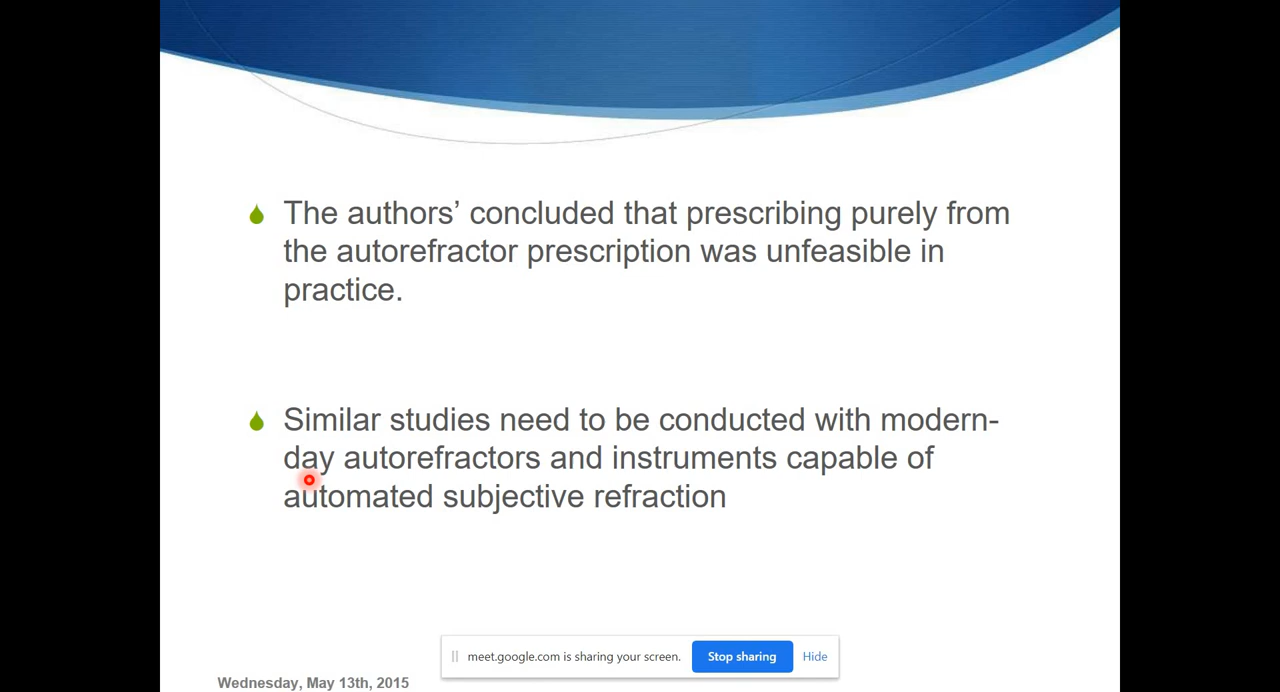 The authors’ concluded that prescribing purely from
the autorefractor prescription was unfeasible in
practice.
Similar studies need to be conducted with modern-
day autorefractors and instruments capable of
automated subjective refraction
meet.google.com is sharing your screen. Stop sharing Hide
Wednesday, May 13th, 2015